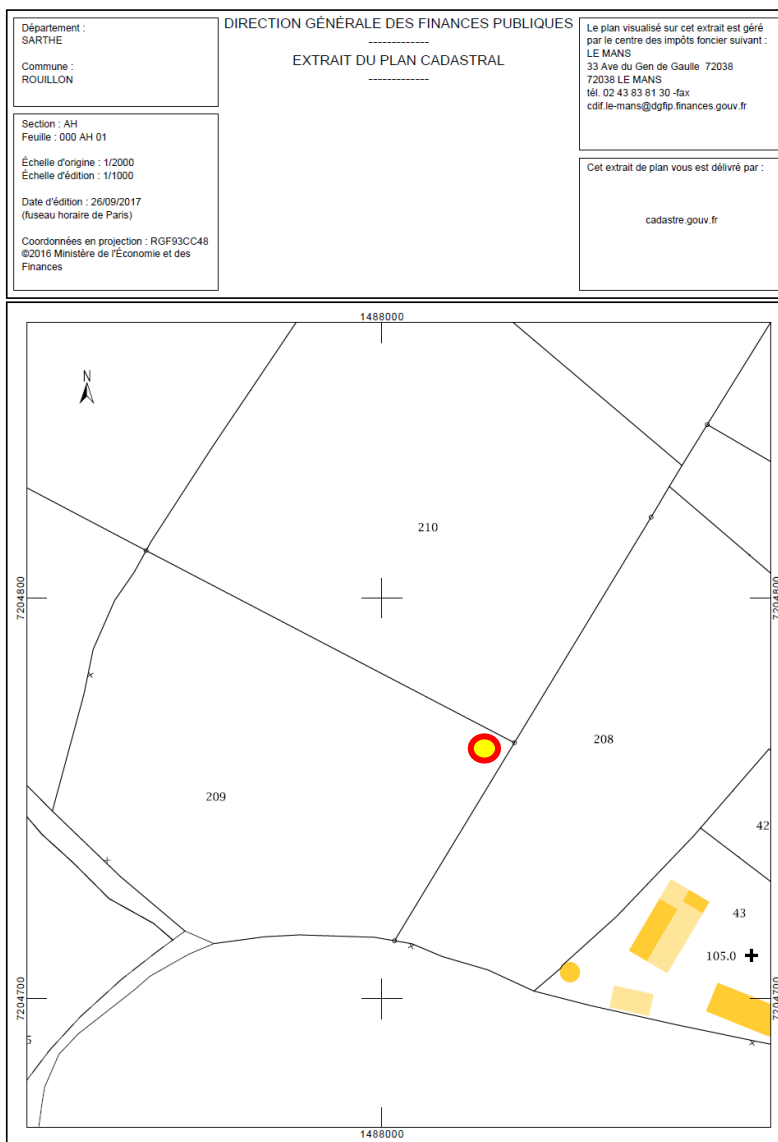 Département :
SARTHE
Commune :
ROUILLON
Section : AH
Feuille : 000 AH 01
Échelle d'origine : 1/2000
Échelle d'édition : 1/1000
Date d'édition : 26/09/2017
(fuseau horaire de Paris)
Coordonnées en projection : RGF93CC48
©2016 Ministère de l'Économie et des
Finances
DIRECTION GÉNÉRALE DES FINANCES PUBLIQUES
-------------
EXTRAIT DU PLAN CADASTRAL
-------------
Le plan visualisé sur cet extrait est géré
par le centre des impôts foncier suivant :
LE MANS
33 Ave du Gen de Gaulle 72038
72038 LE MANS
tél. 02 43 83 81 30 -fax
cdif.le-mans@dgfip.finances.gouv.fr
Cet extrait de plan vous est délivré par :
cadastre.gouv.fr
1488000
N
210
7204800
7204800
208
209
42
43
105.0
7204700
7204700
5
1488000